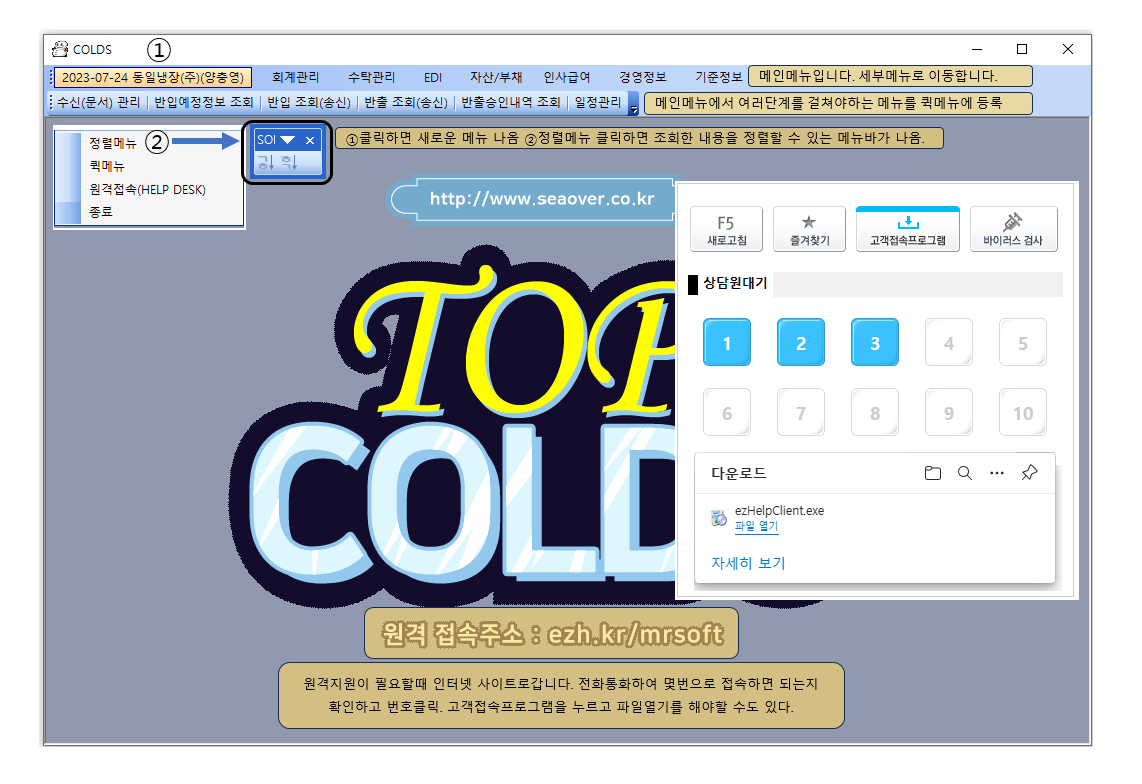 COLDS ①
2023-07-24 동일냉장(주)(양충영) 회계관리 수탁관리 EDI 자산/부채 인사급여 경영정보 기준정보 메인메뉴입니다. 세부메뉴로 이동합니다.
수신(문서) 관리 반입예정정보 조회 반입 조회(송신) 반출 조회(송신) 반출승인내역 조회 일정관리 메인메뉴에서 여러단계를 걸쳐야하는 메뉴를 퀵메뉴에 등록
정렬메뉴 ②
퀵메뉴
원격접속(HELP DESK)
종료
SOI
공 흑
①클릭하면 새로운 메뉴 나옴 ②정렬메뉴 클릭하면 조회한 내용을 정렬할 수 있는 메뉴바가 나옴.
http://www.seaover.co.kr
TOP
COLD
F5 새로고침
즐겨찾기
고객접속프로그램
바이러스 검사
상담원대기
1 2 3 4 5
6 7 8 9 10
다운로드
ezHelpClient.exe
파일 열기
자세히 보기
원격 접속주소 : ezh.kr/mrsoft
원격지원이 필요할때 인터넷 사이트로갑니다. 전화통화하여 몇번으로 접속하면 되는지
확인하고 번호클릭. 고객접속프로그램을 누르고 파일열기를 해야할 수도 있다.